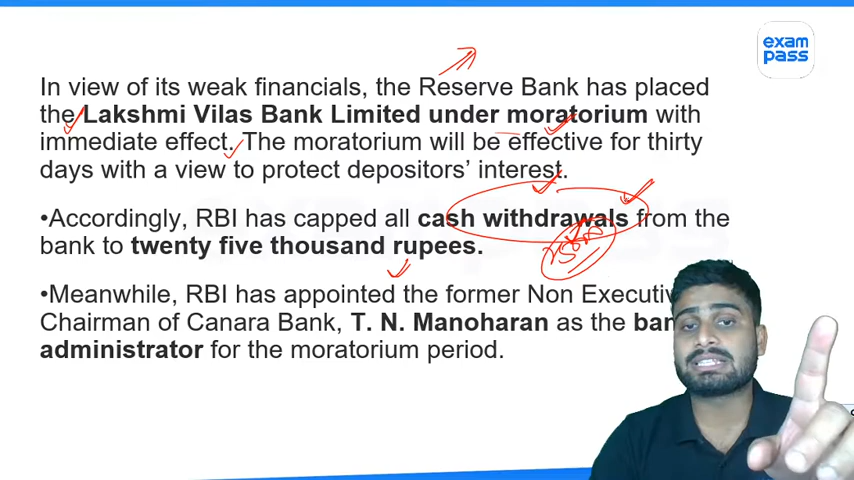 exam
pass
In view of its weak financials, the Reserve Bank has placed
the Lakshmi Vilas Bank Limited under moratorium with
immediate effect. The moratorium will be effective for thirty
days with a view to protect depositors' interest.
•Accordingly, RBI has capped all cash withdrawals from the
bank to twenty five thousand rupees.
•Meanwhile, RBI has appointed the former Non
Chairman of Canara Bank, T. N. Manoharan as the
administrator for the moratorium period.